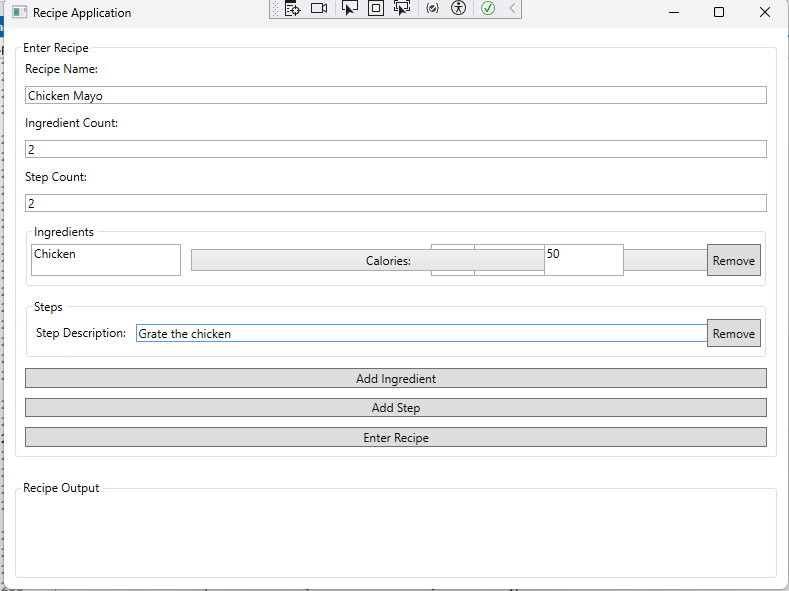 Recipe Application
Enter Recipe
Recipe Name:
Chicken Mayo
Ingredient Count:
2
Step Count:
2
Ingredients
Chicken
Calories:
50
Remove
Steps
Step Description:
Grate the chicken
Remove
Add Ingredient
Add Step
Enter Recipe
Recipe Output